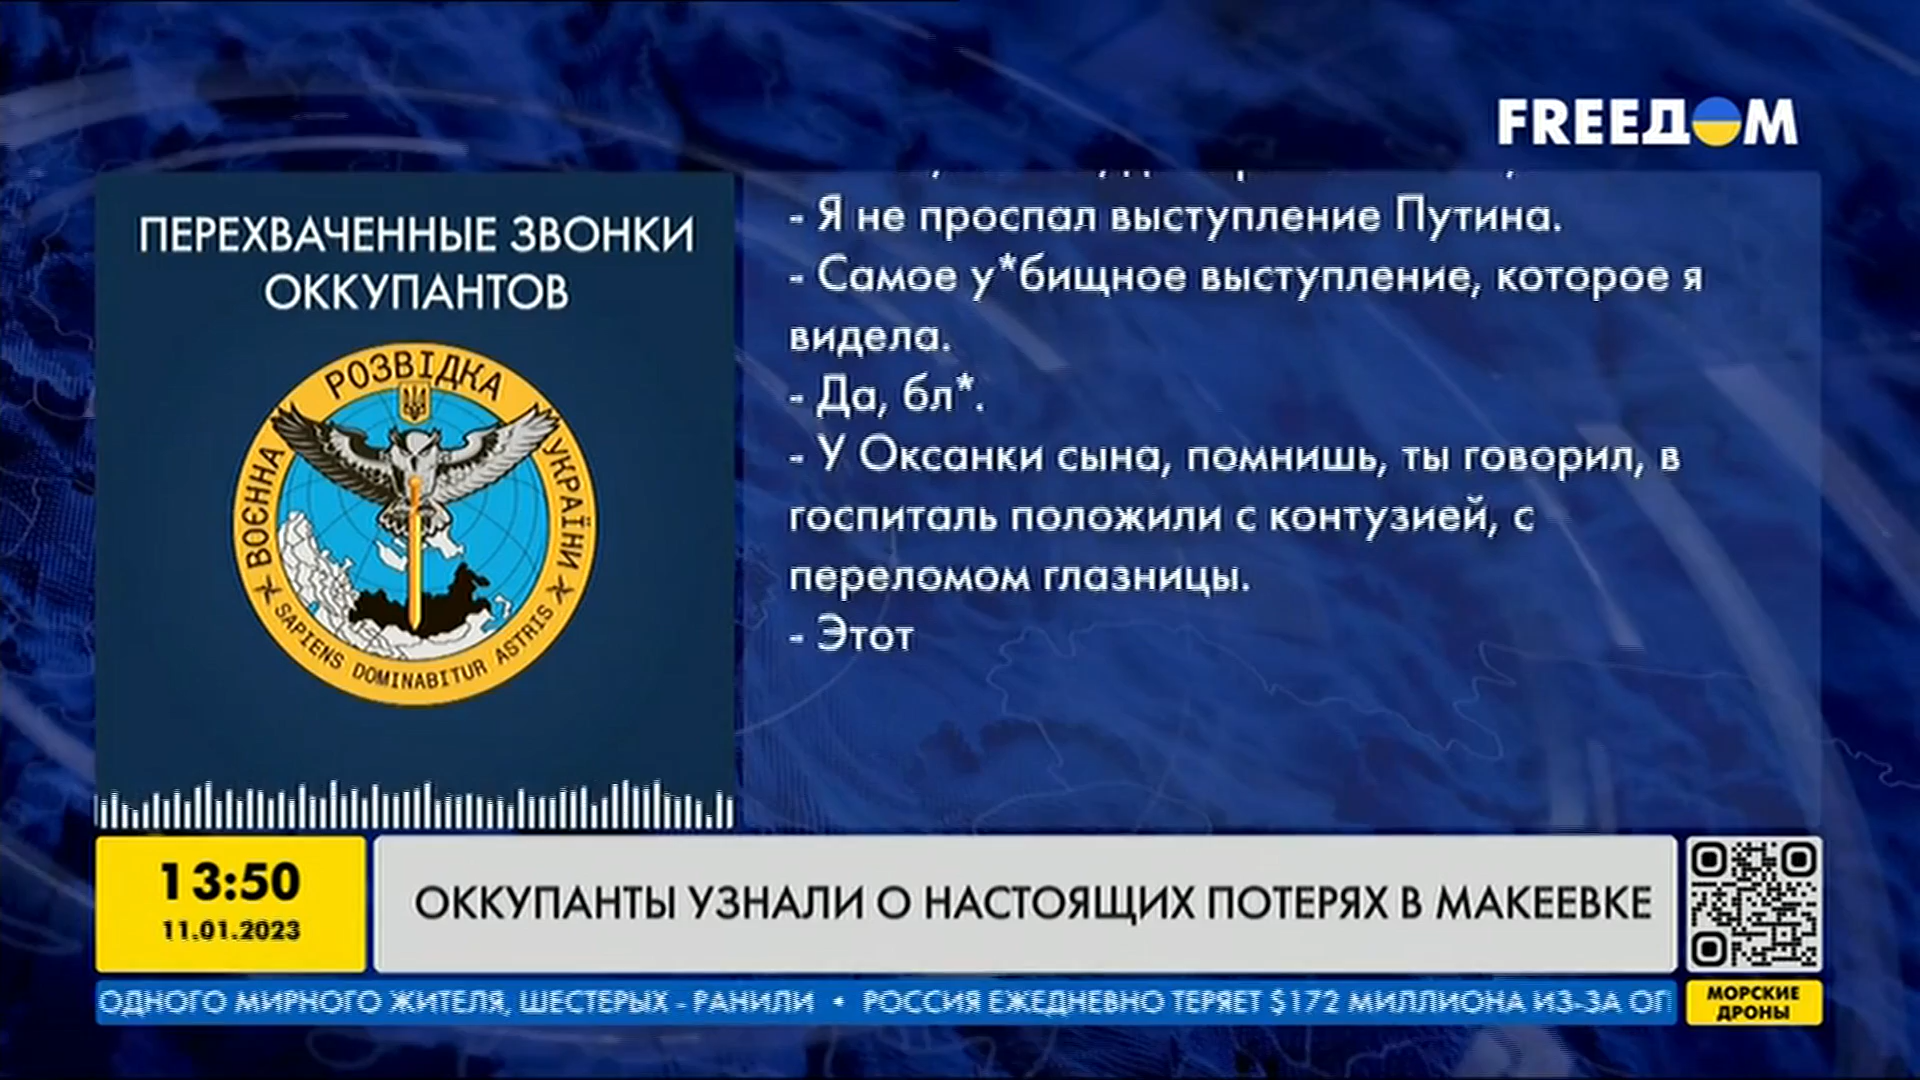 FREEДOM
ПЕРЕХВАЧЕННЫЕ ЗВОНКИ
ОККУПАНТОВ
ВОЄННА РОЗВІДКА УКРАЇНИ
SAPIENS DOMINABITUR ASTRIS
- Я не проспал выступление Путина.
- Самое у*бищное выступление, которое я
видела.
- Да, бл*.
- У Оксанки сына, помнишь, ты говорил, в
госпиталь положили с контузией, с
переломом глазницы.
- Этот
13:50
11.01.2023
ОККУПАНТЫ УЗНАЛИ О НАСТОЯЩИХ ПОТЕРЯХ В МАКЕЕВКЕ
ОДНОГО МИРНОГО ЖИТЕЛЯ, ШЕСТЕРЫХ - РАНИЛИ • РОССИЯ ЕЖЕДНЕВНО ТЕРЯЕТ $172 МИЛЛИОНА ИЗ-ЗА ОП
МОРСКИЕ
ДРОНЫ